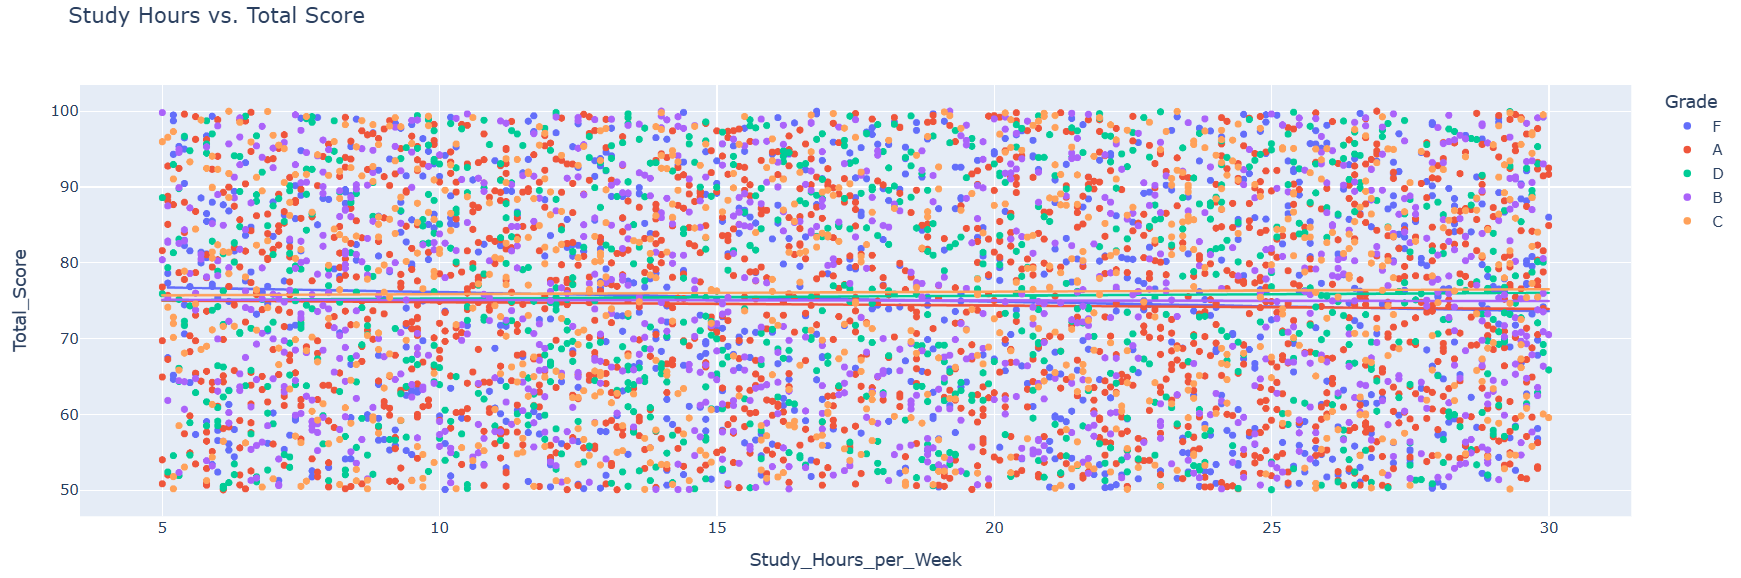 Study Hours vs. Total Score
Total_Score
100
90
80
70
60
50
5
10
15
20
25
30
Study_Hours_per_Week
Grade
F
A
D
B
C